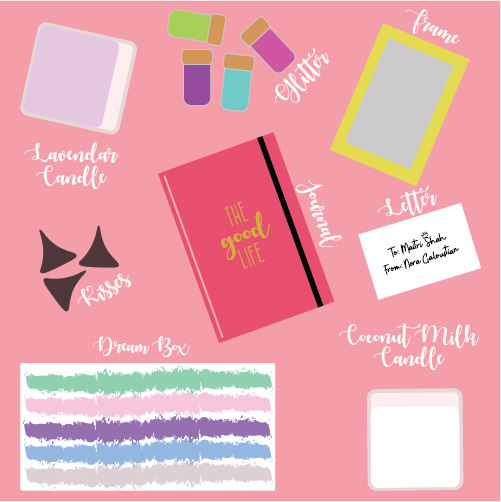 Glitter
Frame
Lavendar
Candle
Journal
THE
good
LIFE
Letter
To: Maitri Shah
From: Nora Caloustian
Kisses
Dream Box
Coconut Milk
Candle